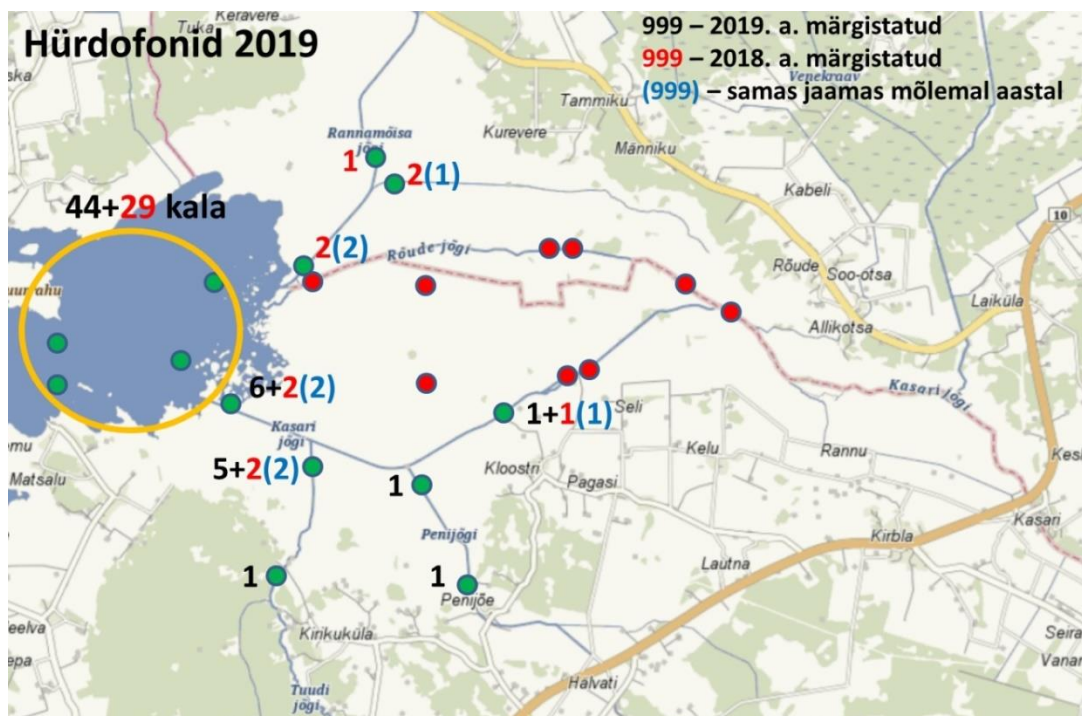 Hürdofonid 2019
999 – 2019. a. märgistatud
999 – 2018. a. märgistatud
(999) – samas jaamas mõlemal aastal
Keravere
Tuka
ska
Venekraav
Tammiku
Rannamõisa
jõgi
Kurevere
Männiku
1
2(1)
Kabeli
44+29 kala
10
2(2)
Rõude jõgi
Rõude
Soo-otsa
Laiküla
Allikotsa
6+2(2)
Kasari jõgi
Kasari
jõgi
1+1(1)
Seli
Kelu
Rannu
Matsalu
5+2(2)
1
Kloostri
Pagasi
Kasari
Penijõgi
Kirbla
Lautna
1
1
Penijõe
Kirikuküla
Seira
Vanar
Tuudi
jõgi
Halvati